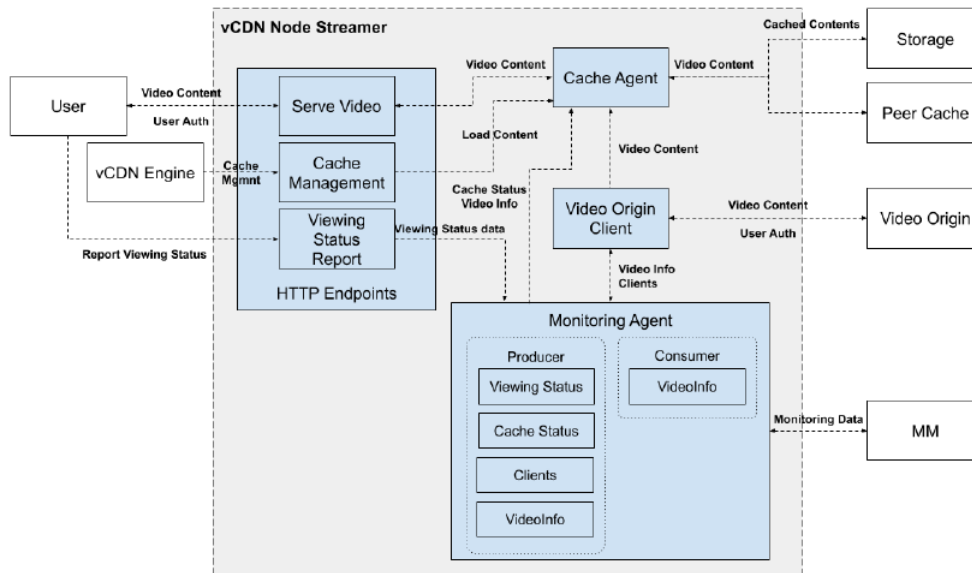 vCDN Node Streamer
Cached Contents
Storage
Video Content
Cache Agent
Video Content
User
Video Content
User Auth
Serve Video
Peer Cache
Load Content
vCDN Engine
Cache
Mgmnt
Cache
Management
Video Content
Cache Status
Video Info
Video Origin
Client
Video Content
User Auth
Video Origin
Viewing
Status
Report
Viewing Status data
Report Viewing Status
HTTP Endpoints
Video Info
Clients
Monitoring Agent
Producer
Viewing Status
Cache Status
Clients
VideoInfo
Consumer
VideoInfo
Monitoring Data
MM